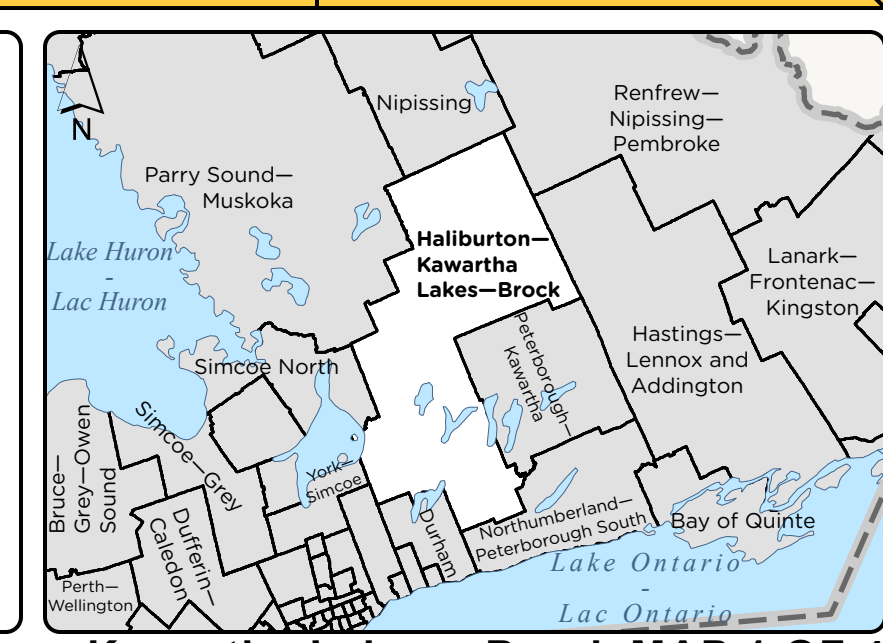 Nipissing
Renfrew—
Nipissing—
Pembroke
N
Parry Sound—
Muskoka
Lake Huron
-
Lac Huron
Haliburton—
Kawartha
Lakes—Brock
Lanark—
Frontenac—
Kingston
Peterborough—
Kawartha
Hastings—
Lennox and
Addington
Simcoe North
Simcoe—Grey
Bruce—
Grey—Owen
Sound
York—
Simcoe
Dufferin—
Caledon
Durham
Northumberland—
Peterborough South
Bay of Quinte
Lake Ontario
-
Lac Ontario
Perth—
Wellington